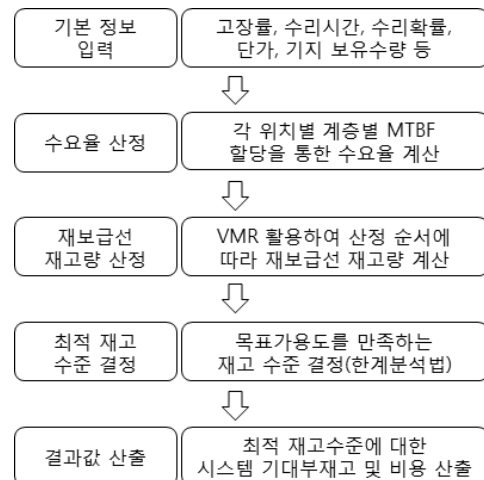 기본 정보
입력
고장률, 수리시간, 수리확률,
단가, 기지 보유수량 등
수요율 산정
각 위치별 계층별 MTBF
할당을 통한 수요율 계산
재보급선
재고량 산정
VMR 활용하여 산정 순서에
따라 재보급선 재고량 계산
최적 재고
수준 결정
목표가용도를 만족하는
재고 수준 결정(한계분석법)
결과값 산출
최적 재고수준에 대한
시스템 기대부재고 및 비용 산출